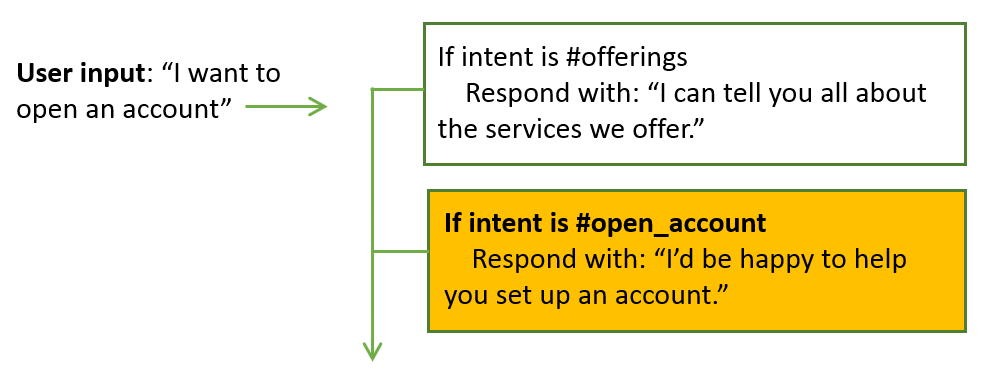 User input: “I want to
open an account”
If intent is #offerings
Respond with: “I can tell you all about
the services we offer.”
If intent is #open_account
Respond with: “I’d be happy to help
you set up an account.”